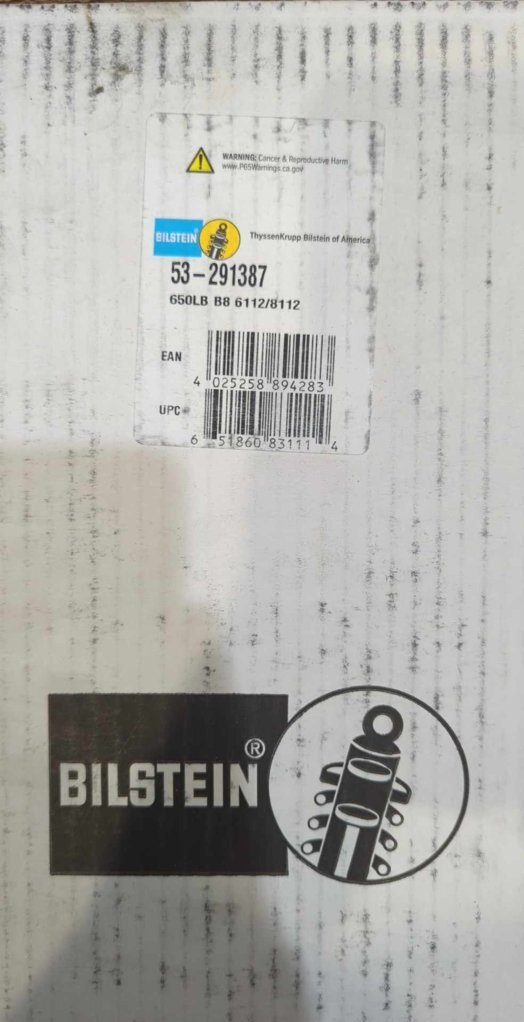 WARNING: Cancer & Reproductive Harm
www.P65Warnings.ca.gov
BILSTEIN
ThyssenKrupp Bilstein of America
53-291387
650LB B8 6112/8112
EAN
4 025258 894283
UPC
6 51860 83111 4
BILSTEIN®